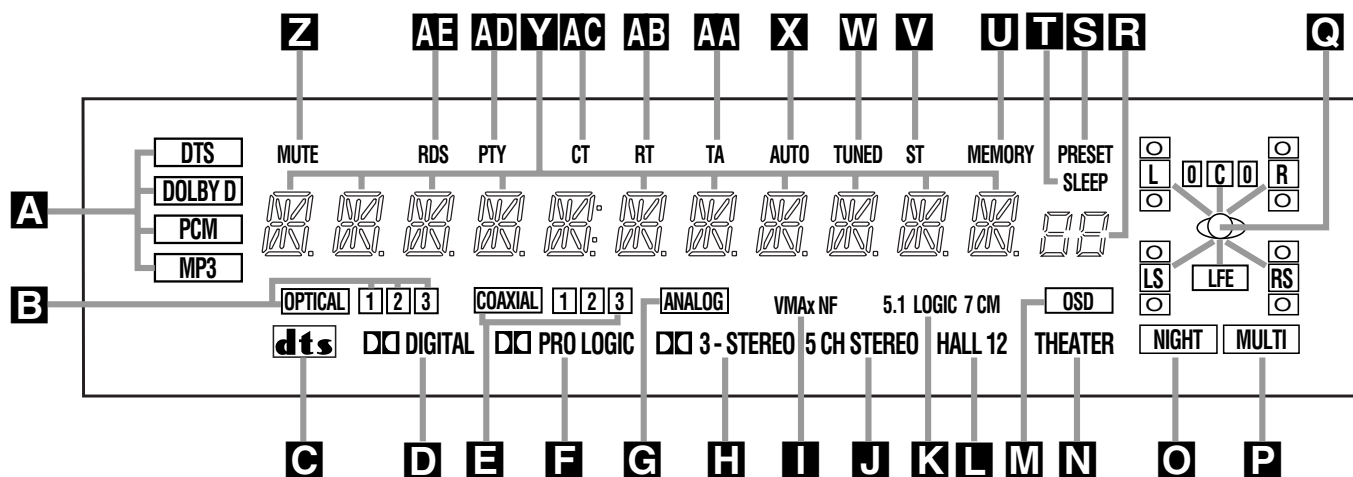 Z AE AD Y AC AB AA X W V U T S R Q
DTS MUTE RDS PTY CT RT TA AUTO TUNED ST MEMORY PRESET
SLEEP
L 0 C 0 R
DOLBY D
A
PCM
MP3
LS LFE RS
B
OPTICAL 1 2 3 COAXIAL 1 2 3 ANALOG VMAx NF 5.1 LOGIC 7 CM OSD
dts DIGITAL PRO LOGIC 3 - STEREO 5 CH STEREO HALL 12 THEATER NIGHT MULTI
C D E F G H I J K L M N O P